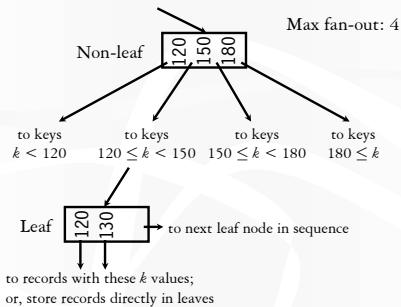 Max fan-out: 4
Non-leaf
120
150
180
to keys
k < 120
to keys
120 ≤ k < 150
to keys
150 ≤ k < 180
to keys
180 ≤ k
Leaf
120
130
to next leaf node in sequence
to records with these k values;
or, store records directly in leaves